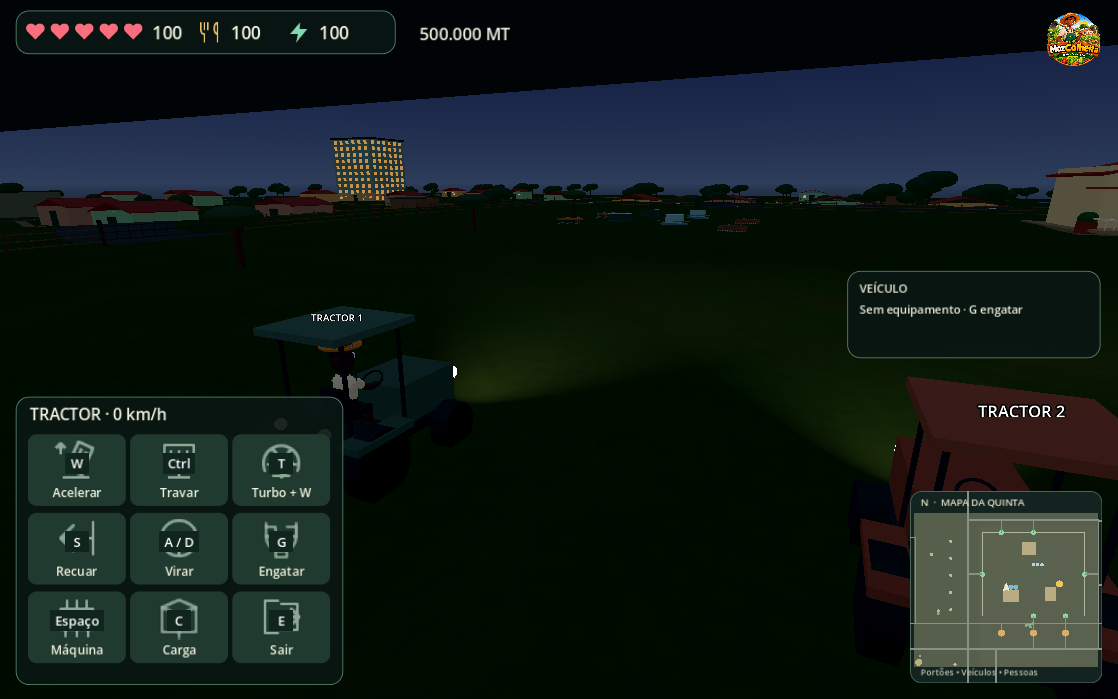 100 100 100 500.000 MT
MozColheita
TRACTOR 1
VEÍCULO
Sem equipamento · G engatar
TRACTOR 2
TRACTOR · 0 km/h
W Ctrl T
Acelerar Travar Turbo + W
S A / D G
Recuar Virar Engatar
Espaço C E
Máquina Carga Sair
N · MAPA DA QUINTA
Portões • Veículos • Pessoas